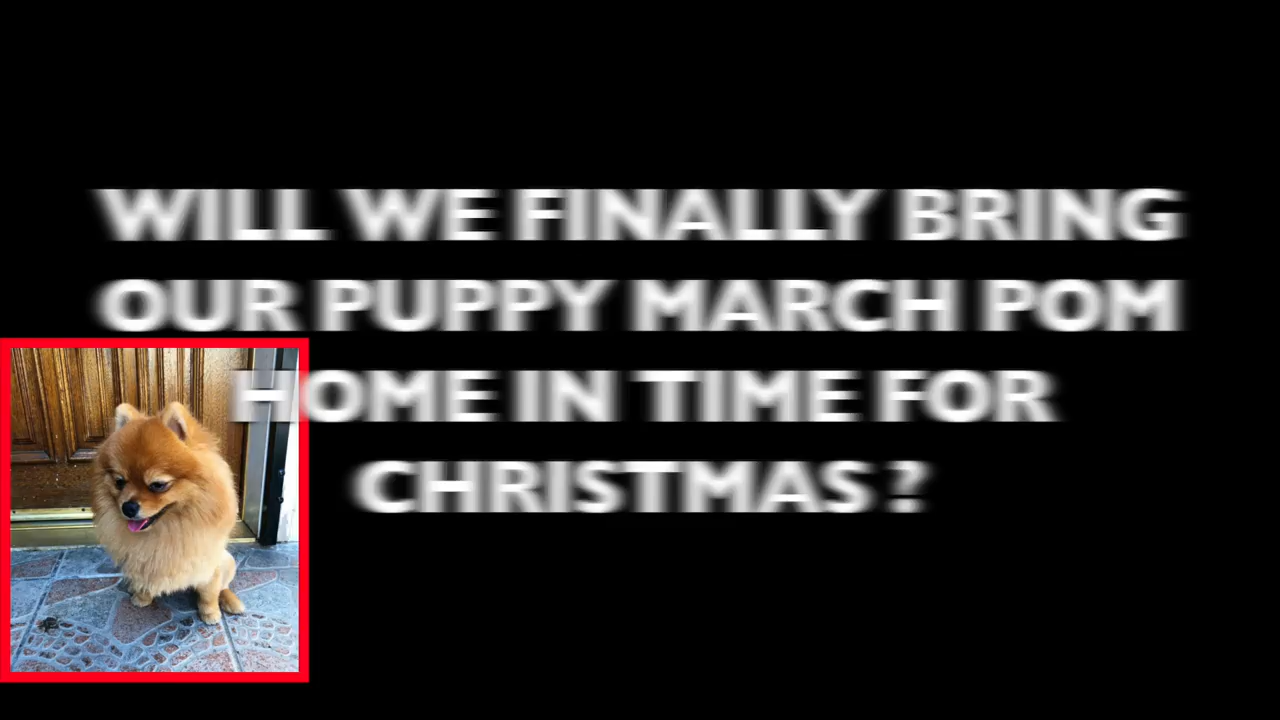 WILL WE FINALLY BRING
OUR PUPPY MARCH POM
HOME IN TIME FOR
CHRISTMAS?